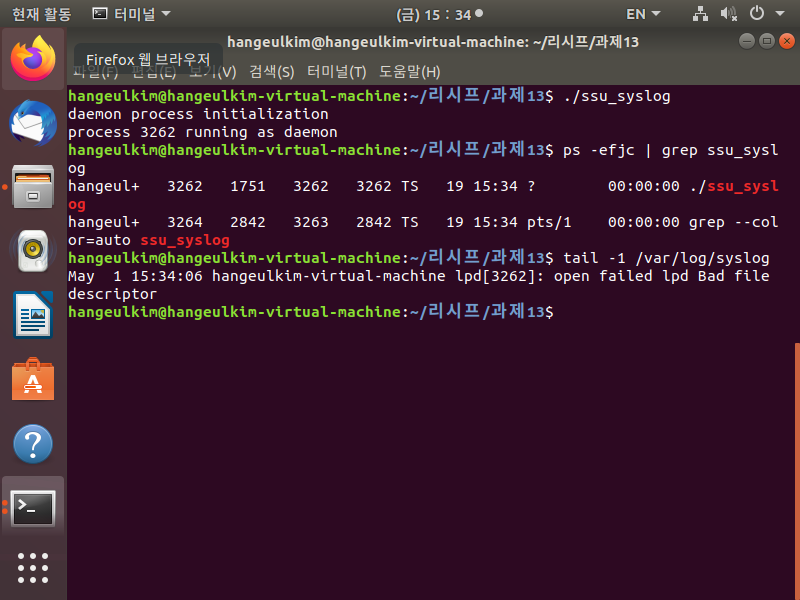 현재 활동 터미널 (금) 15 : 34 EN
hangeulkim@hangeulkim-virtual-machine: ~/리시프/과제13
Firefox 웹 브라우저
파일(F) 편집(E) 보기(V) 검색(S) 터미널(T) 도움말(H)
hangeulkim@hangeulkim-virtual-machine:~/리시프/과제13$ ./ssu_syslog
daemon process initialization
process 3262 running as daemon
hangeulkim@hangeulkim-virtual-machine:~/리시프/과제13$ ps -efjc | grep ssu_sysl
og
hangeul+   3262   1751   3262   3262 TS   19 15:34 ?        00:00:00 ./ssu_sysl
og
hangeul+   3264   2842   3263   2842 TS   19 15:34 pts/1    00:00:00 grep --col
or=auto ssu_syslog
hangeulkim@hangeulkim-virtual-machine:~/리시프/과제13$ tail -1 /var/log/syslog
May  1 15:34:06 hangeulkim-virtual-machine lpd[3262]: open failed lpd Bad file
descriptor
hangeulkim@hangeulkim-virtual-machine:~/리시프/과제13$